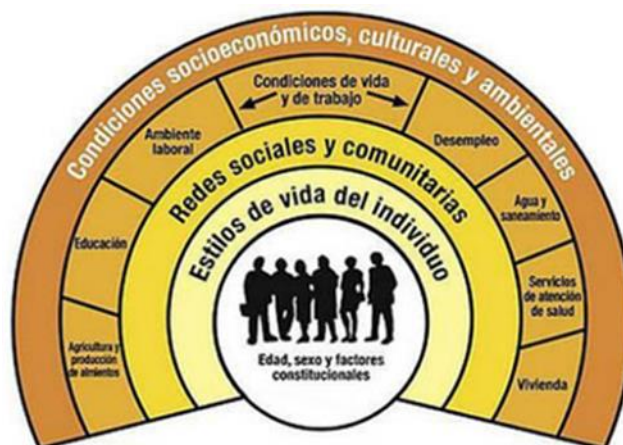 Condiciones socioeconómicos, culturales y ambientales
Condiciones de vida
y de trabajo
Ambiente
laboral
Desempleo
Educación
Agua y
saneamiento
Agricultura y
producción
de almientos
Servicios
de atención
de salud
Vivienda
Redes sociales y comunitarias
Estilos de vida del individuo
Edad, sexo y factores
constitucionales